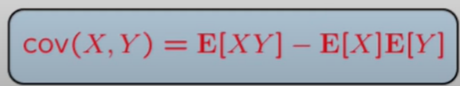 cov(X, Y) = E[XY] − E[X]E[Y]